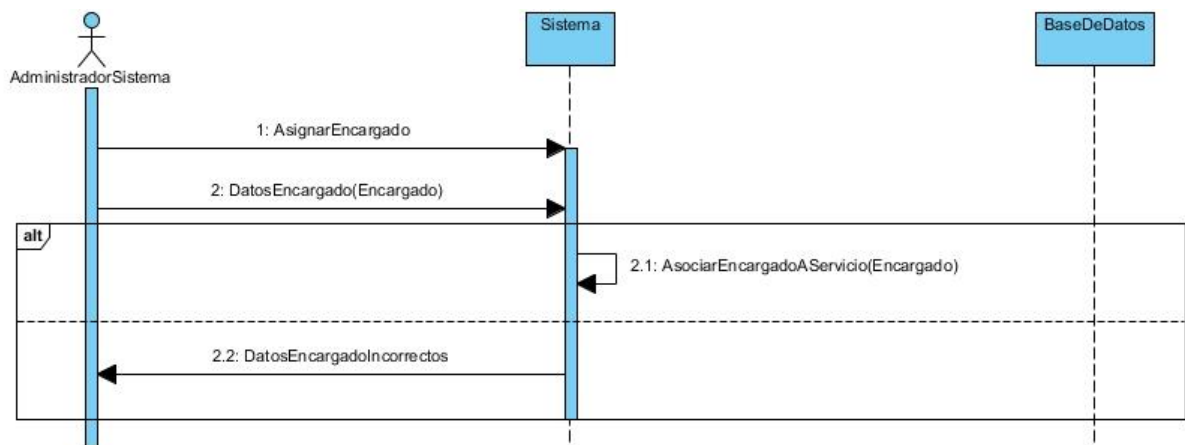 Sistema
BaseDeDatos
AdministradorSistema
1: AsignarEncargado
2: DatosEncargado(Encargado)
alt
2.1: AsociarEncargadoAServicio(Encargado)
2.2: DatosEncargadoIncorrectos